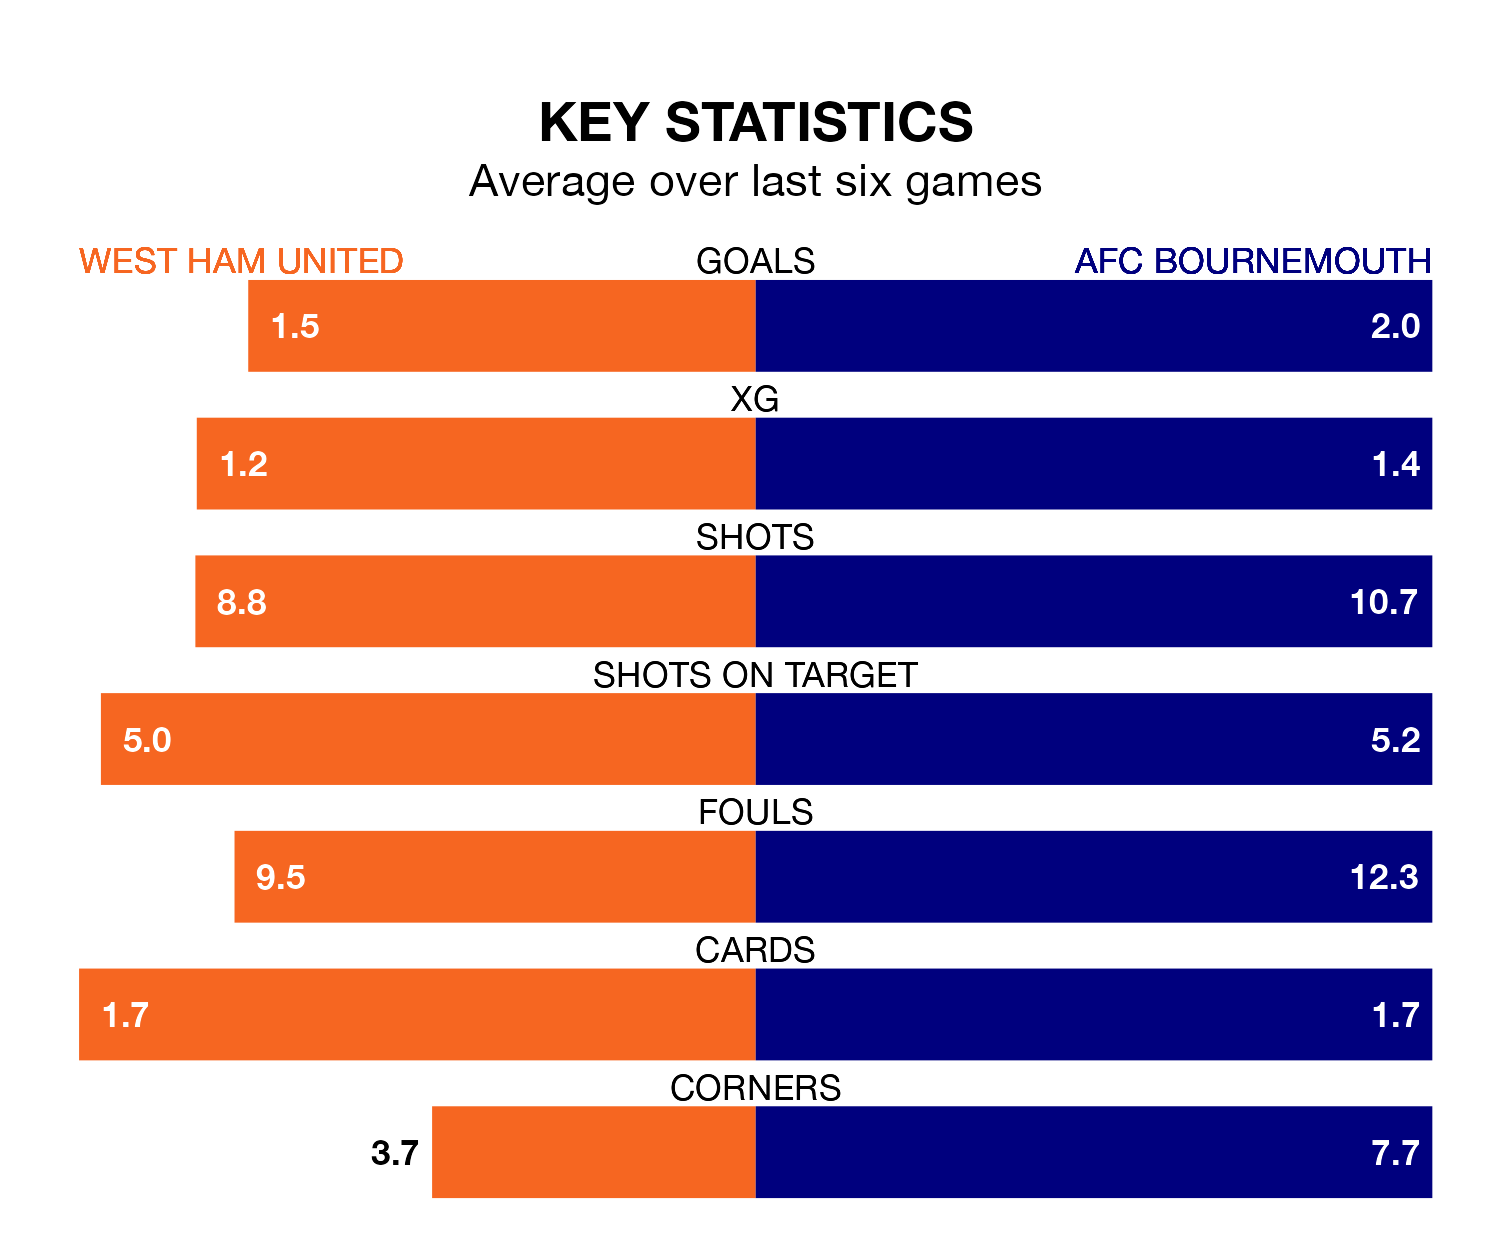 KEY STATISTICS
Average over last six games
WEST HAM UNITED GOALS AFC BOURNEMOUTH
1.5 2.0
XG
1.2 1.4
SHOTS
8.8 10.7
SHOTS ON TARGET
5.0 5.2
FOULS
9.5 12.3
CARDS
1.7 1.7
CORNERS
3.7 7.7